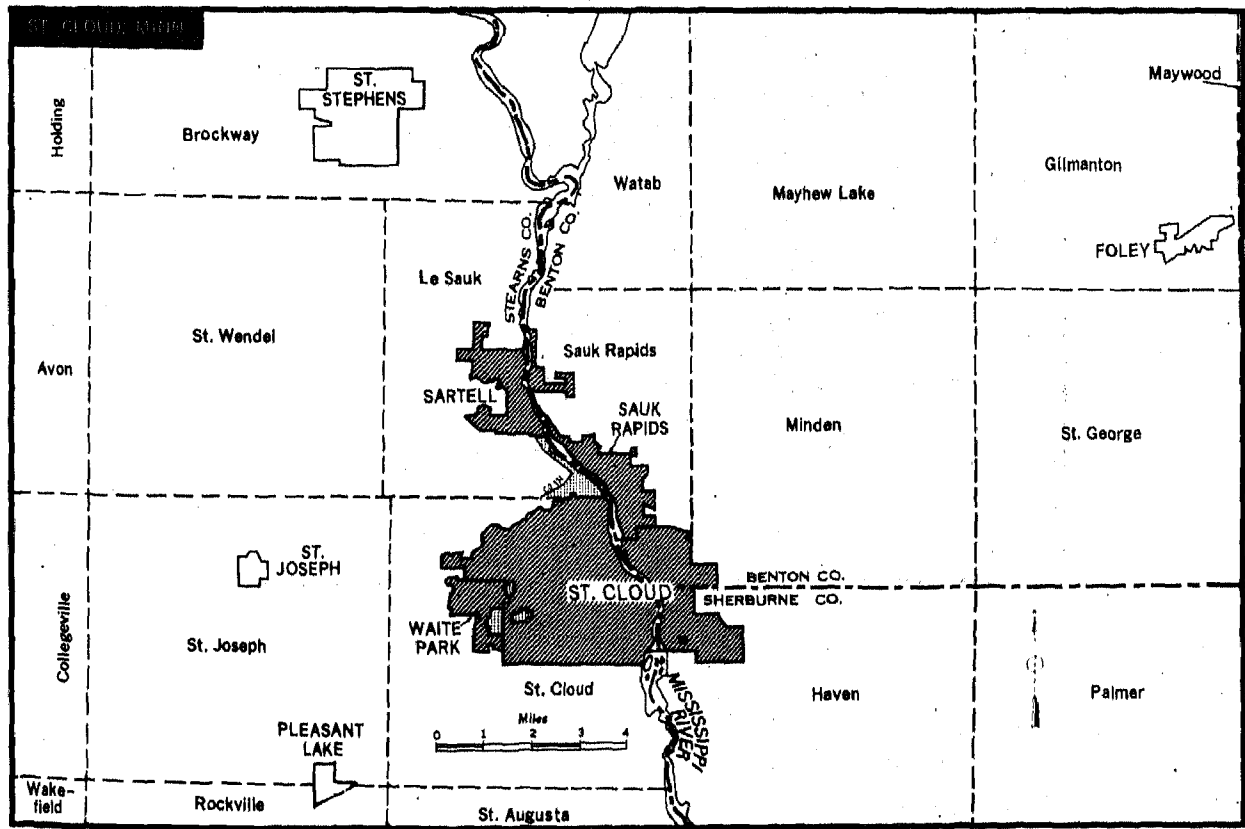 ST. CLOUD, MINN.
Holding
Brockway
ST.
STEPHENS
Watab
Mayhew Lake
Maywood
Gilmanton
FOLEY
Avon
St. Wendel
Le Sauk
STEARNS CO.
BENTON CO.
SARTELL
Sauk Rapids
SAUK
RAPIDS
Minden
St. George
Collegeville
ST.
JOSEPH
St. Joseph
WAITE
PARK
ST. CLOUD
BENTON CO.
SHERBURNE CO.
St. Cloud
MISSISSIPPI
RIVER
Haven
Palmer
Miles
0 1 2 3 4
PLEASANT
LAKE
Wake-
field
Rockville
St. Augusta